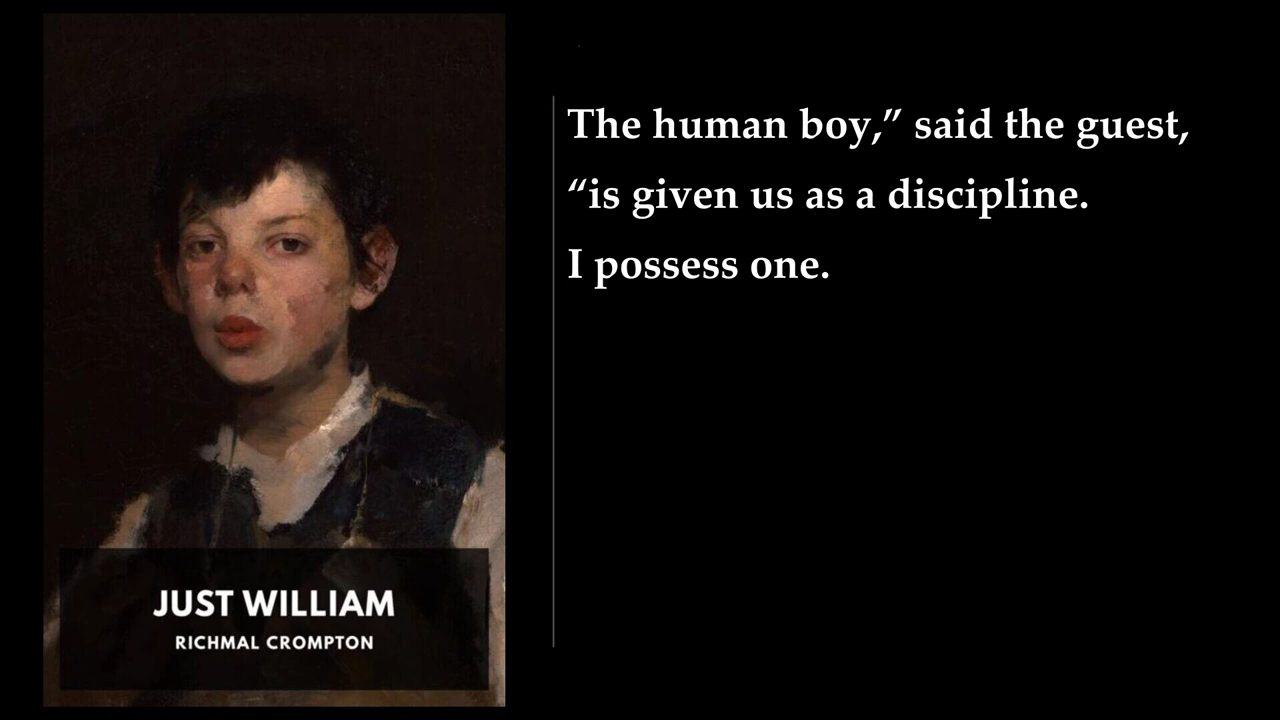 The human boy,” said the guest,
“is given us as a discipline.
I possess one.
JUST WILLIAM
RICHMAL CROMPTON